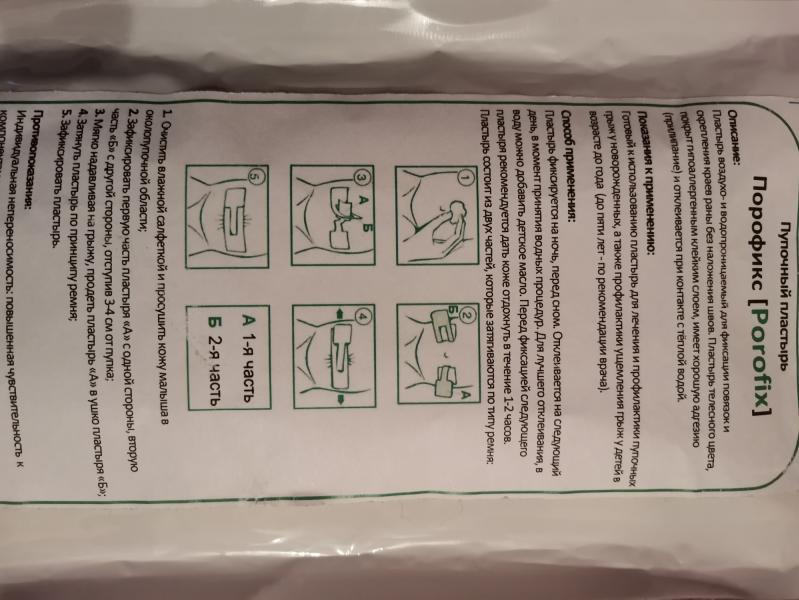 Пупочный пластырь
Порофикс [Porofix]
Описание:
Пластырь воздухо- и водопроницаемый для фиксации повязок и
скрепления краев раны без наложения швов. Пластырь телесного цвета,
покрыт гипоаллергенным клейким слоем, имеет хорошую адгезию
(прилипание) и отклеивается при контакте с тёплой водой.
Показания к применению:
Готовый к использованию пластырь для лечения и профилактики пупочных
грыж у новорожденных, а также профилактики ущемления грыж у детей в
возрасте до года (до пяти лет - по рекомендации врача).
Способ применения:
Пластырь фиксируется на ночь, перед сном. Отклеивается на следующий
день, в момент принятия водных процедур. Для лучшего отклеивания, в
воду можно добавить детское масло. Перед фиксацией следующего
пластыря рекомендуется дать коже отдохнуть в течение 1-2 часов.
Пластырь состоит из двух частей, которые затягиваются по типу ремня:
1
2
Б
А
3
А
Б
4
5
А 1-я часть
Б 2-я часть
1. Очистить влажной салфеткой и просушить кожу малыша в
околопупочной области;
2. Зафиксировать первую часть пластыря «А» с одной стороны, вторую
часть «Б» с другой стороны, отступив 3-4 см от пупка;
3. Мягко надавливая на грыжу, продеть пластырь «А» в ушко пластыря «Б»;
4. Затянуть пластырь по принципу ремня;
5. Зафиксировать пластырь.
Противопоказания:
Индивидуальная непереносимость: повышенная чувствительность к